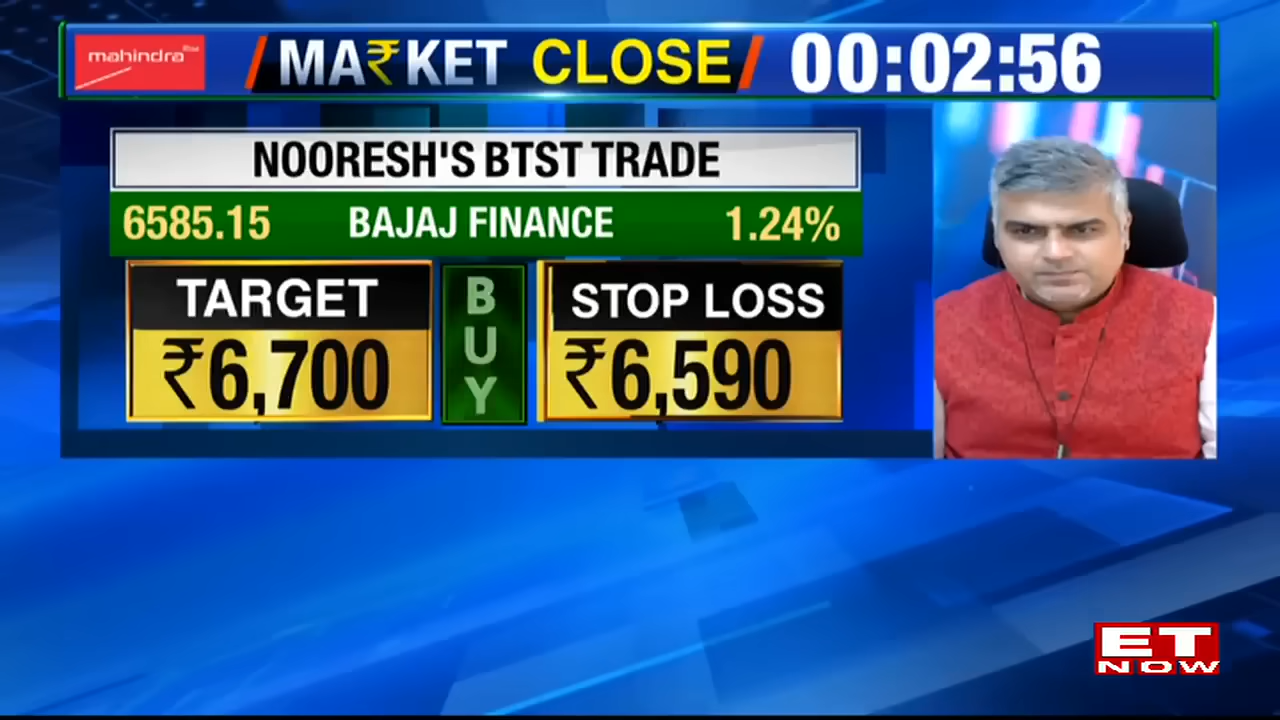 mahindra Rise
MA₹KET CLOSE
00:02:56
NOORESH'S BTST TRADE
6585.15 BAJAJ FINANCE 1.24%
TARGET
₹6,700
BUY
STOP LOSS
₹6,590
ET
NOW